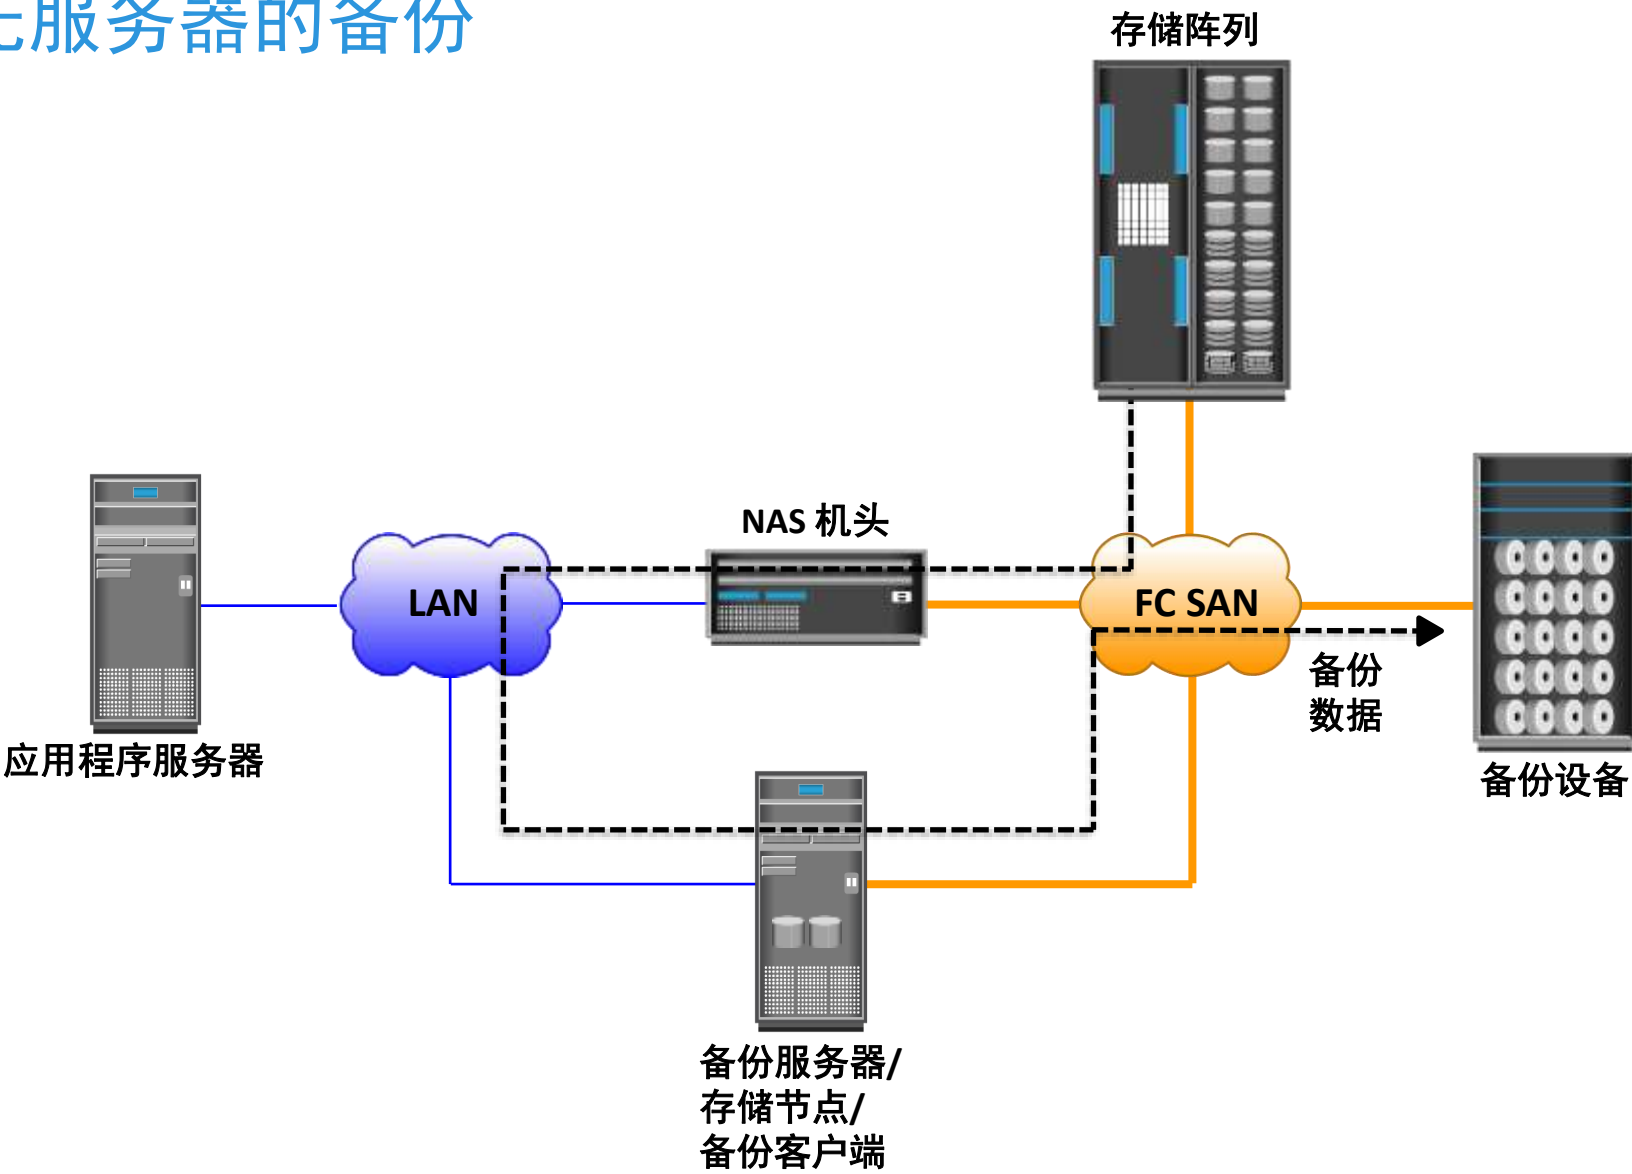 服务器的备份
存储阵列
NAS 机头
LAN
FC SAN
备份
数据
应用程序服务器
备份设备
备份服务器/
存储节点/
备份客户端